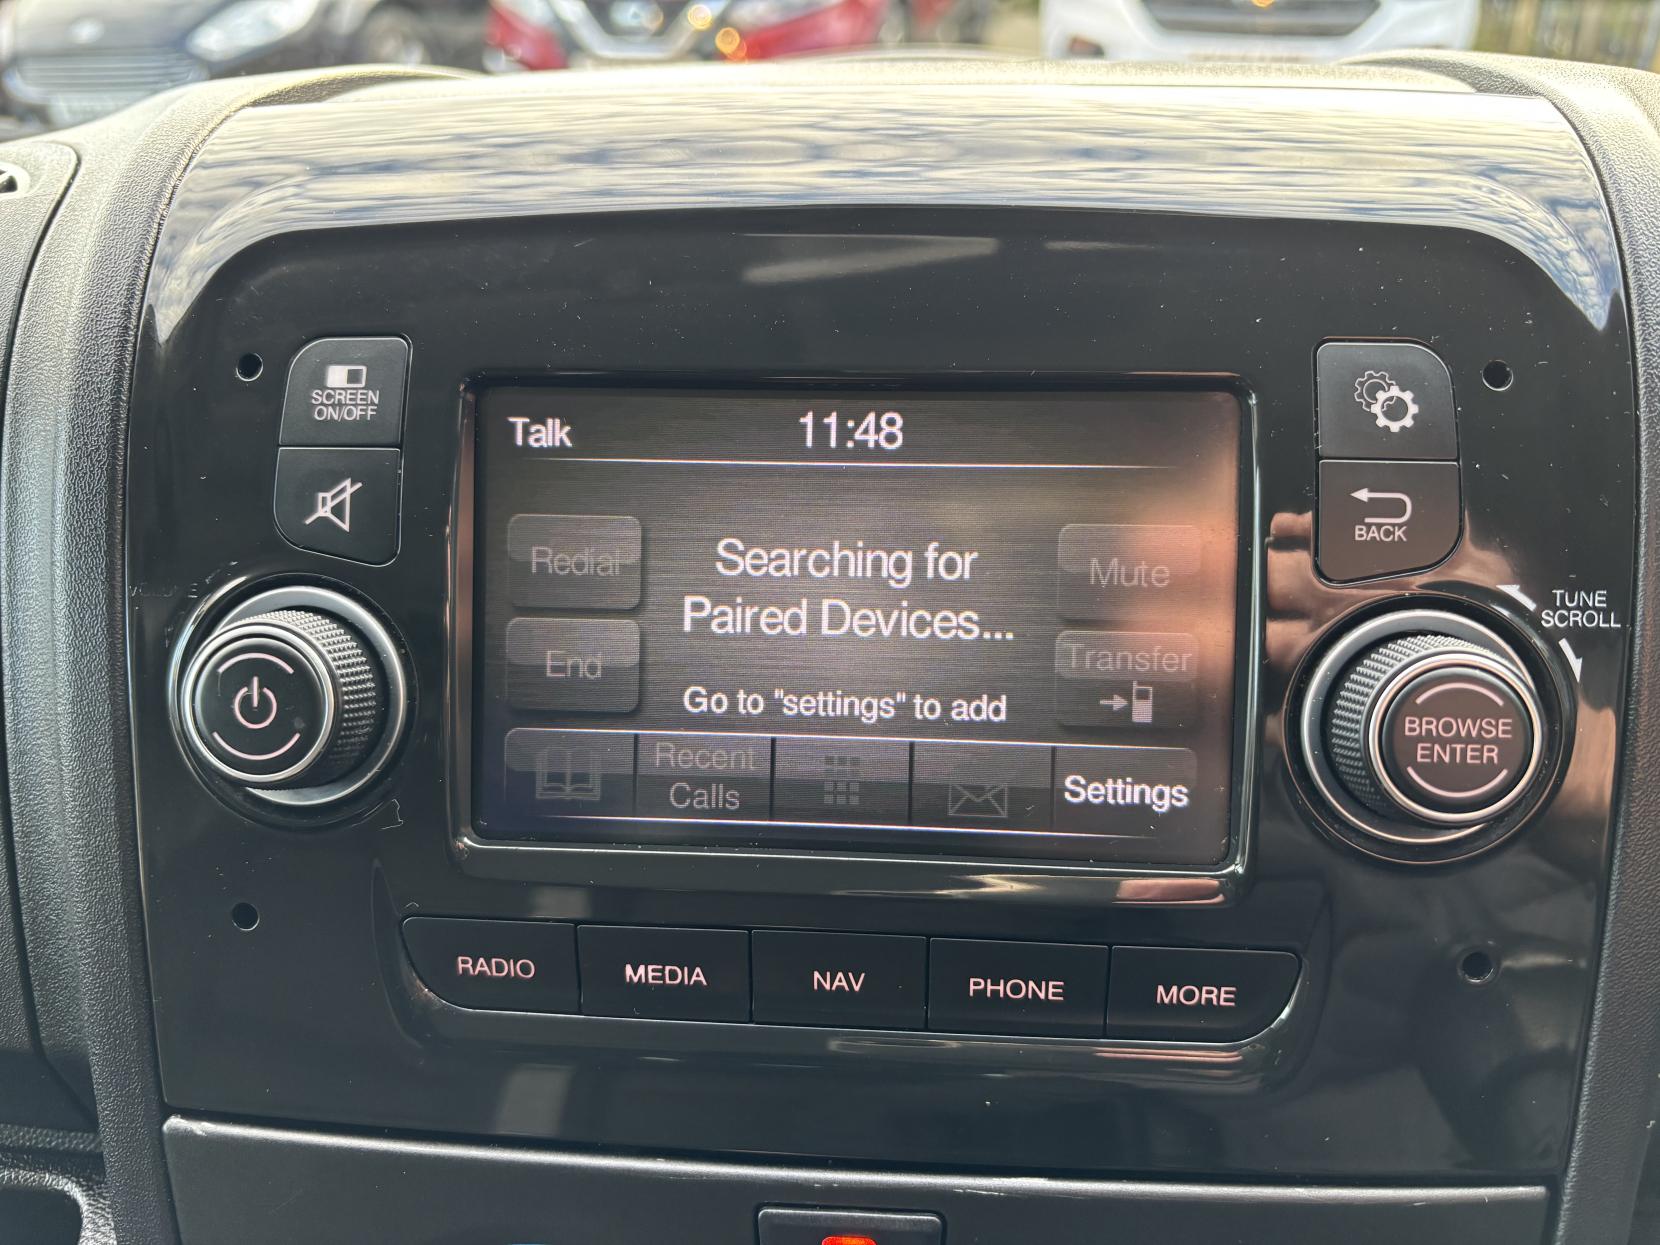 SCREEN
ON/OFF
Talk
11:48
Redial
Searching for
Paired Devices...
Mute
End
Transfer
Go to "settings" to add
Recent
Calls
Settings
BACK
TUNE
SCROLL
BROWSE
ENTER
RADIO
MEDIA
NAV
PHONE
MORE